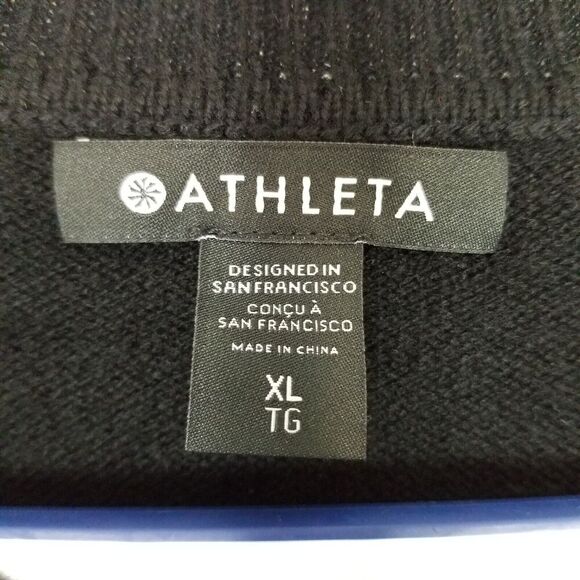 ATHLETA
DESIGNED IN
SAN FRANCISCO
CONÇU À
SAN FRANCISCO
MADE IN CHINA
XL
TG